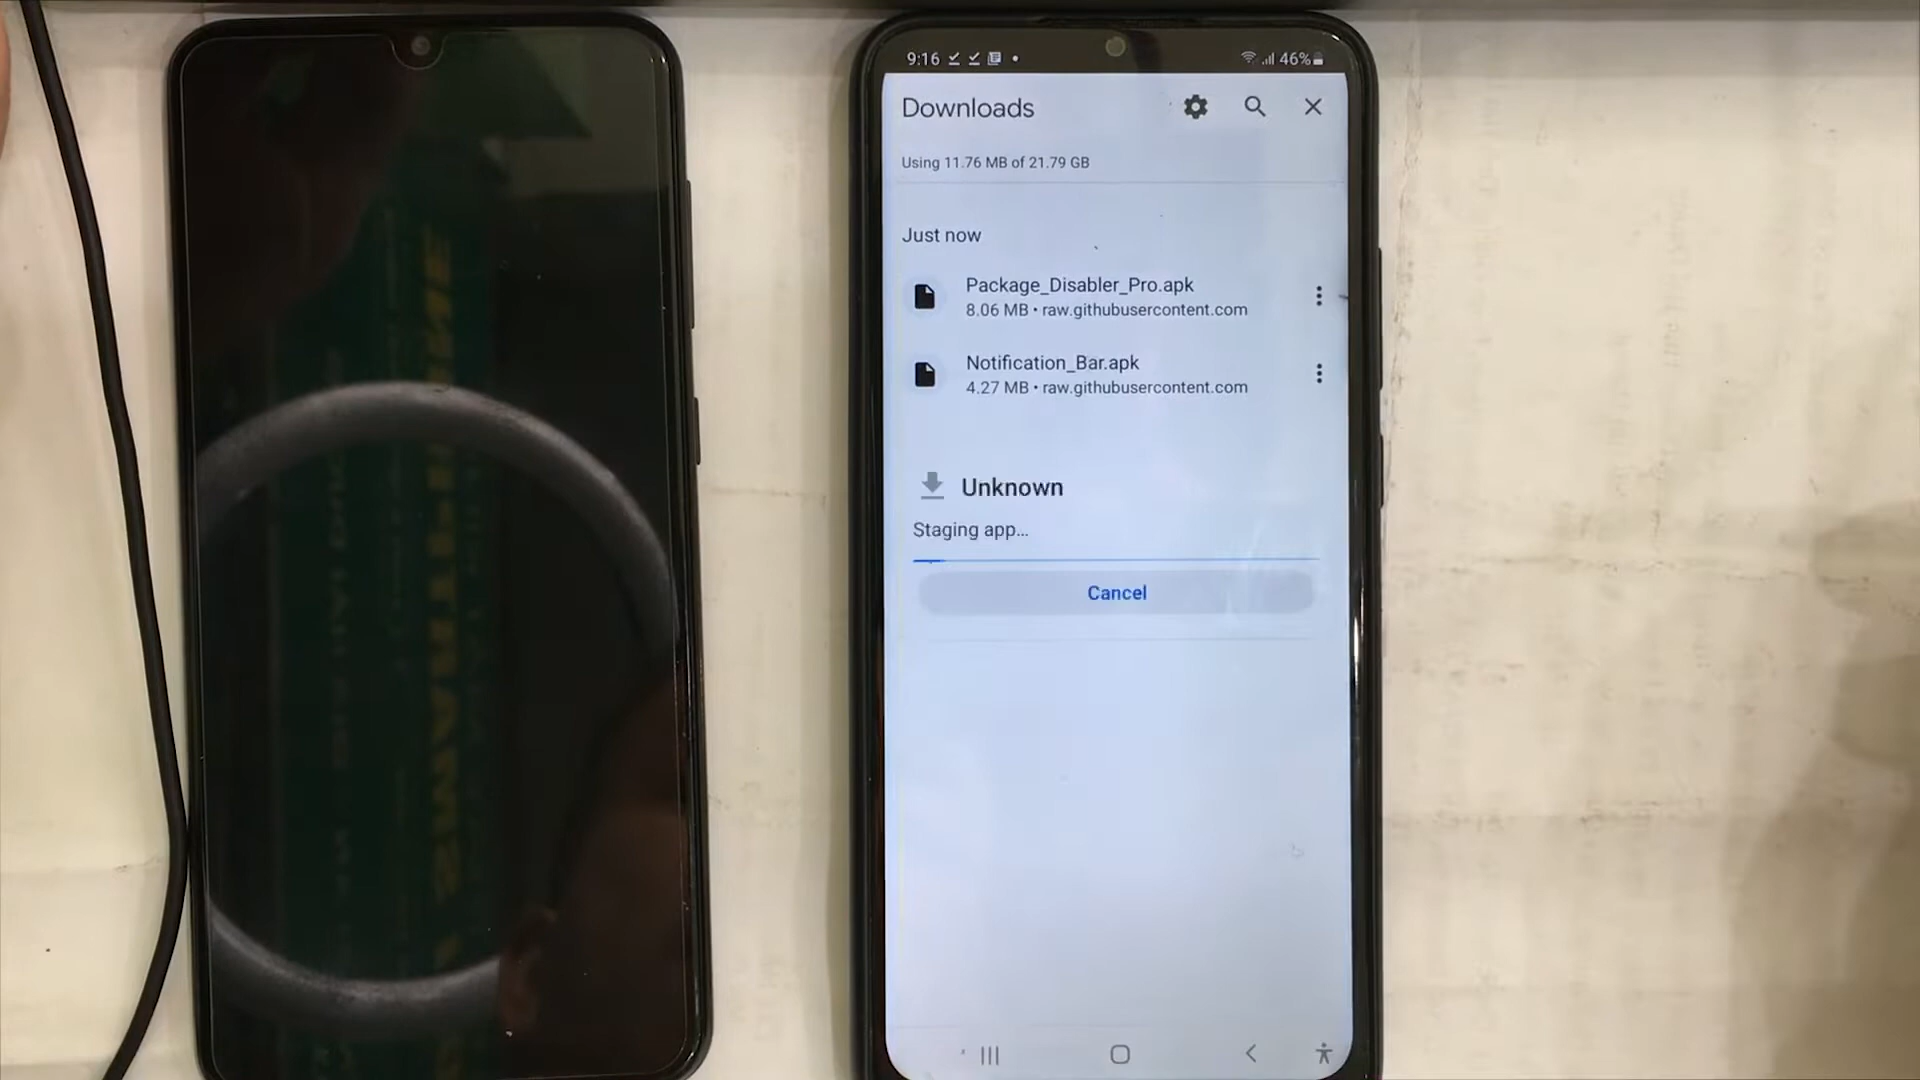 9:16
46%
Downloads
Using 11.76 MB of 21.79 GB
Just now
Package_Disabler_Pro.apk
8.06 MB • raw.githubusercontent.com
Notification_Bar.apk
4.27 MB • raw.githubusercontent.com
Unknown
Staging app...
Cancel